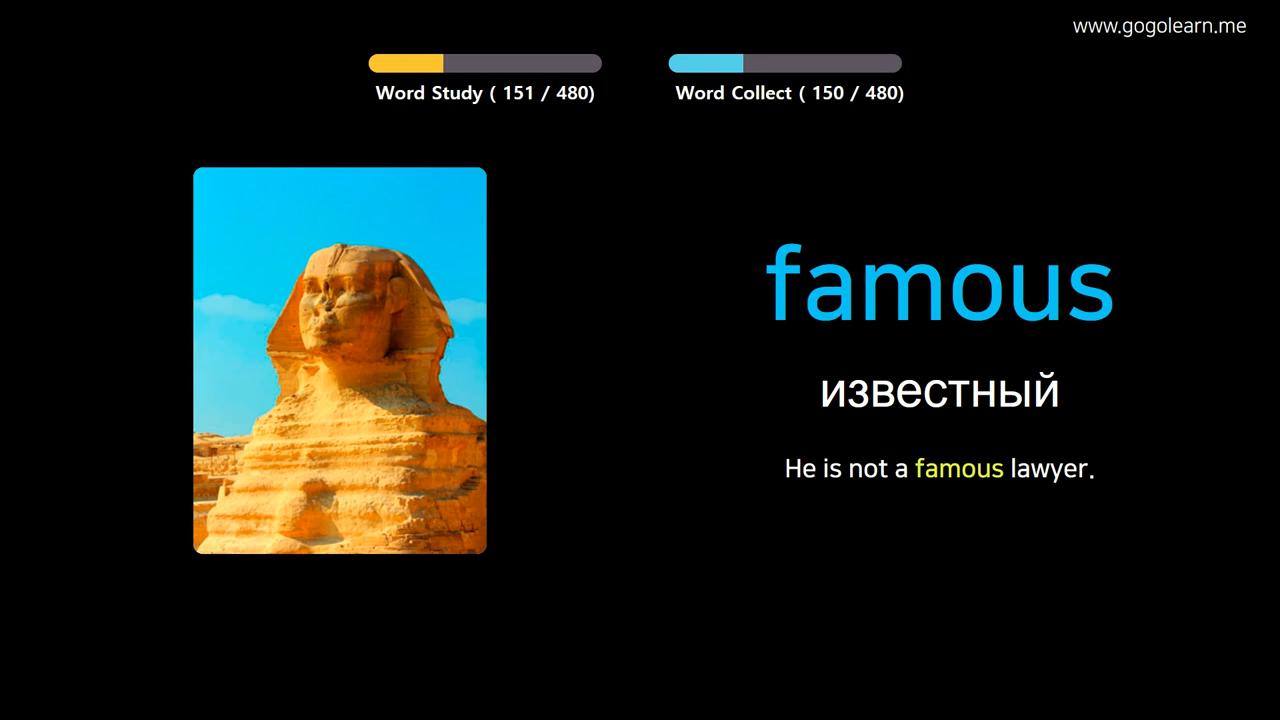 www.gogolearn.me
Word Study ( 151 / 480)
Word Collect ( 150 / 480)
famous
известный
He is not a famous lawyer.